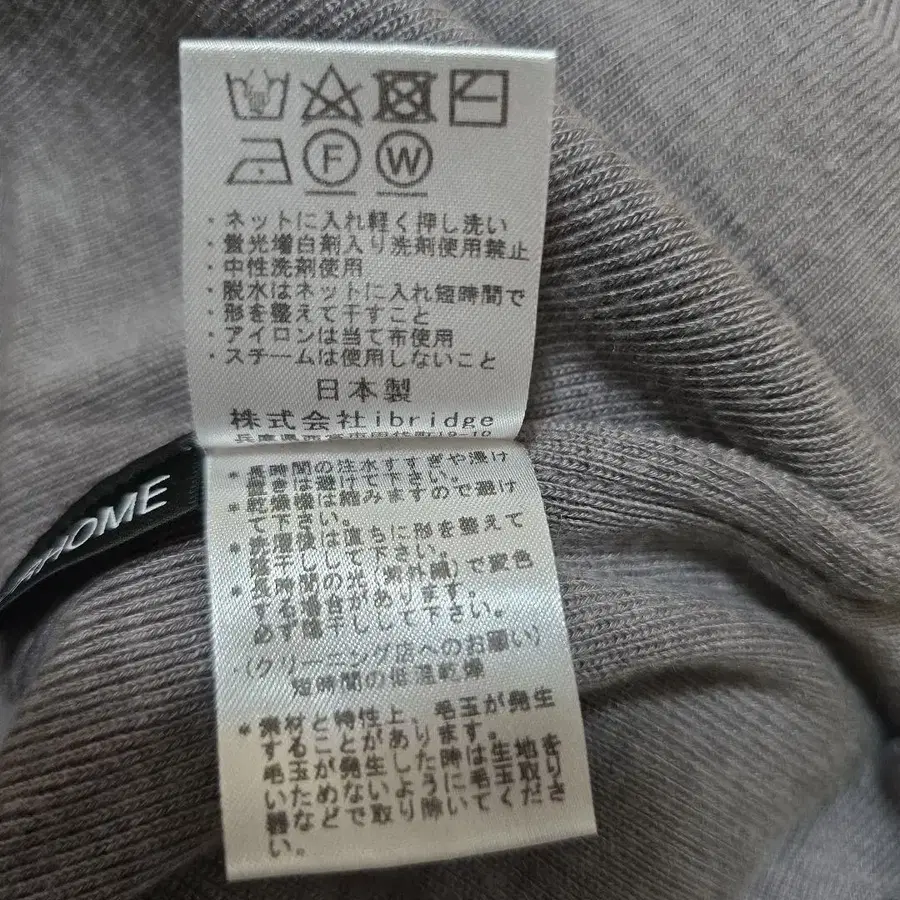 F W
・ネットに入れ軽く押し洗い
・蛍光増白剤入り洗剤使用禁止
・中性洗剤使用
・脱水はネットに入れ短時間で
・形を整えて干すこと
・アイロンは当て布使用
・スチームは使用しないこと
日本製
株式会社ibridge
HOME
*長時間の注水すすぎや浸け
置きは避けて下さい。
*乾燥機は縮みますので避け
て下さい。
*洗濯後は直ちに形を整えて
陰干しして下さい。
*長時間の光(紫外線)で変色
する場合があります。
必ず陰干しして下さい。
・(クリーニング店へのお願い)
短時間の低温乾燥
*素材と特性上、毛玉が発生
することがあります。
毛玉が発生した時は生地を
いためないよう毛玉取り
器などで取り除いてくださ
い。